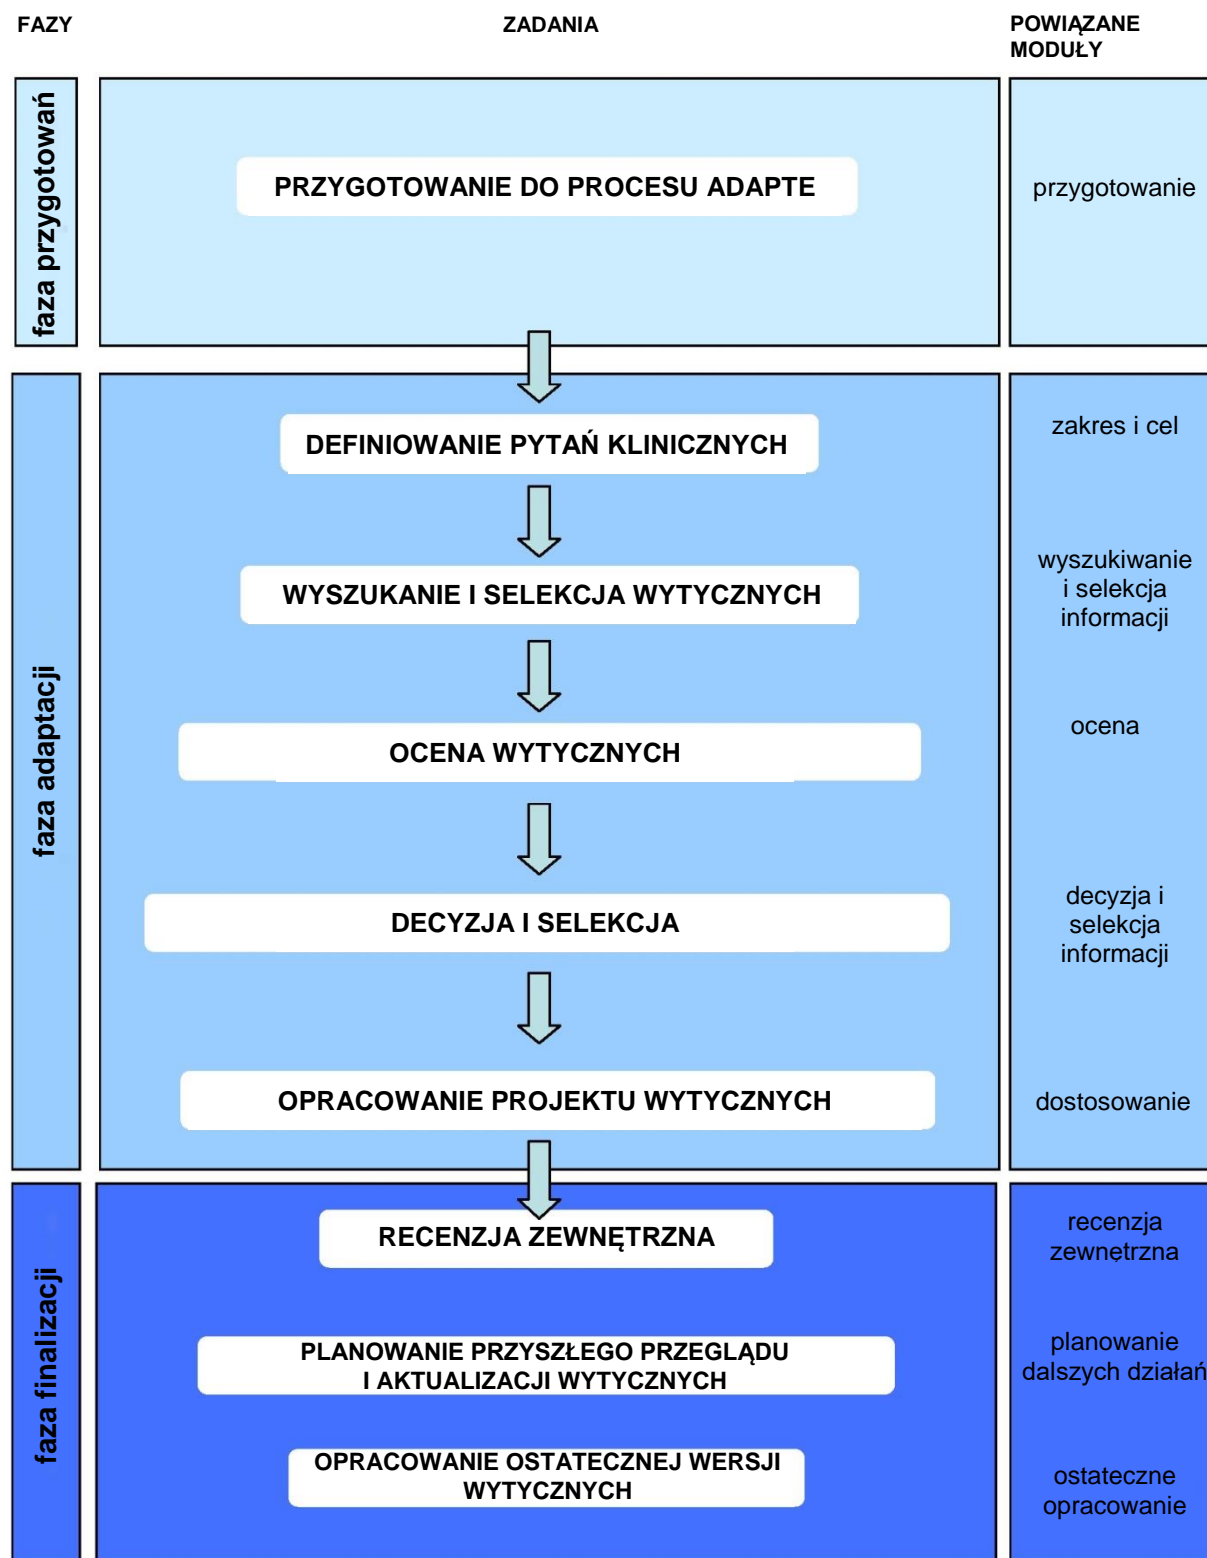 FAZY
ZADANIA
POWIĄZANE
MODUŁY
faza przygotowań
PRZYGOTOWANIE DO PROCESU ADAPTE
przygotowanie
faza adaptacji
DEFINIOWANIE PYTAŃ KLINICZNYCH
zakres i cel
WYSZUKANIE I SELEKCJA WYTYCZNYCH
wyszukiwanie
i selekcja
informacji
OCENA WYTYCZNYCH
ocena
DECYZJA I SELEKCJA
decyzja i
selekcja
informacji
OPRACOWANIE PROJEKTU WYTYCZNYCH
dostosowanie
faza finalizacji
RECENZJA ZEWNĘTRZNA
recenzja
zewnętrzna
PLANOWANIE PRZYSZŁEGO PRZEGLĄDU
I AKTUALIZACJI WYTYCZNYCH
planowanie
dalszych działań
OPRACOWANIE OSTATECZNEJ WERSJI
WYTYCZNYCH
ostateczne
opracowanie